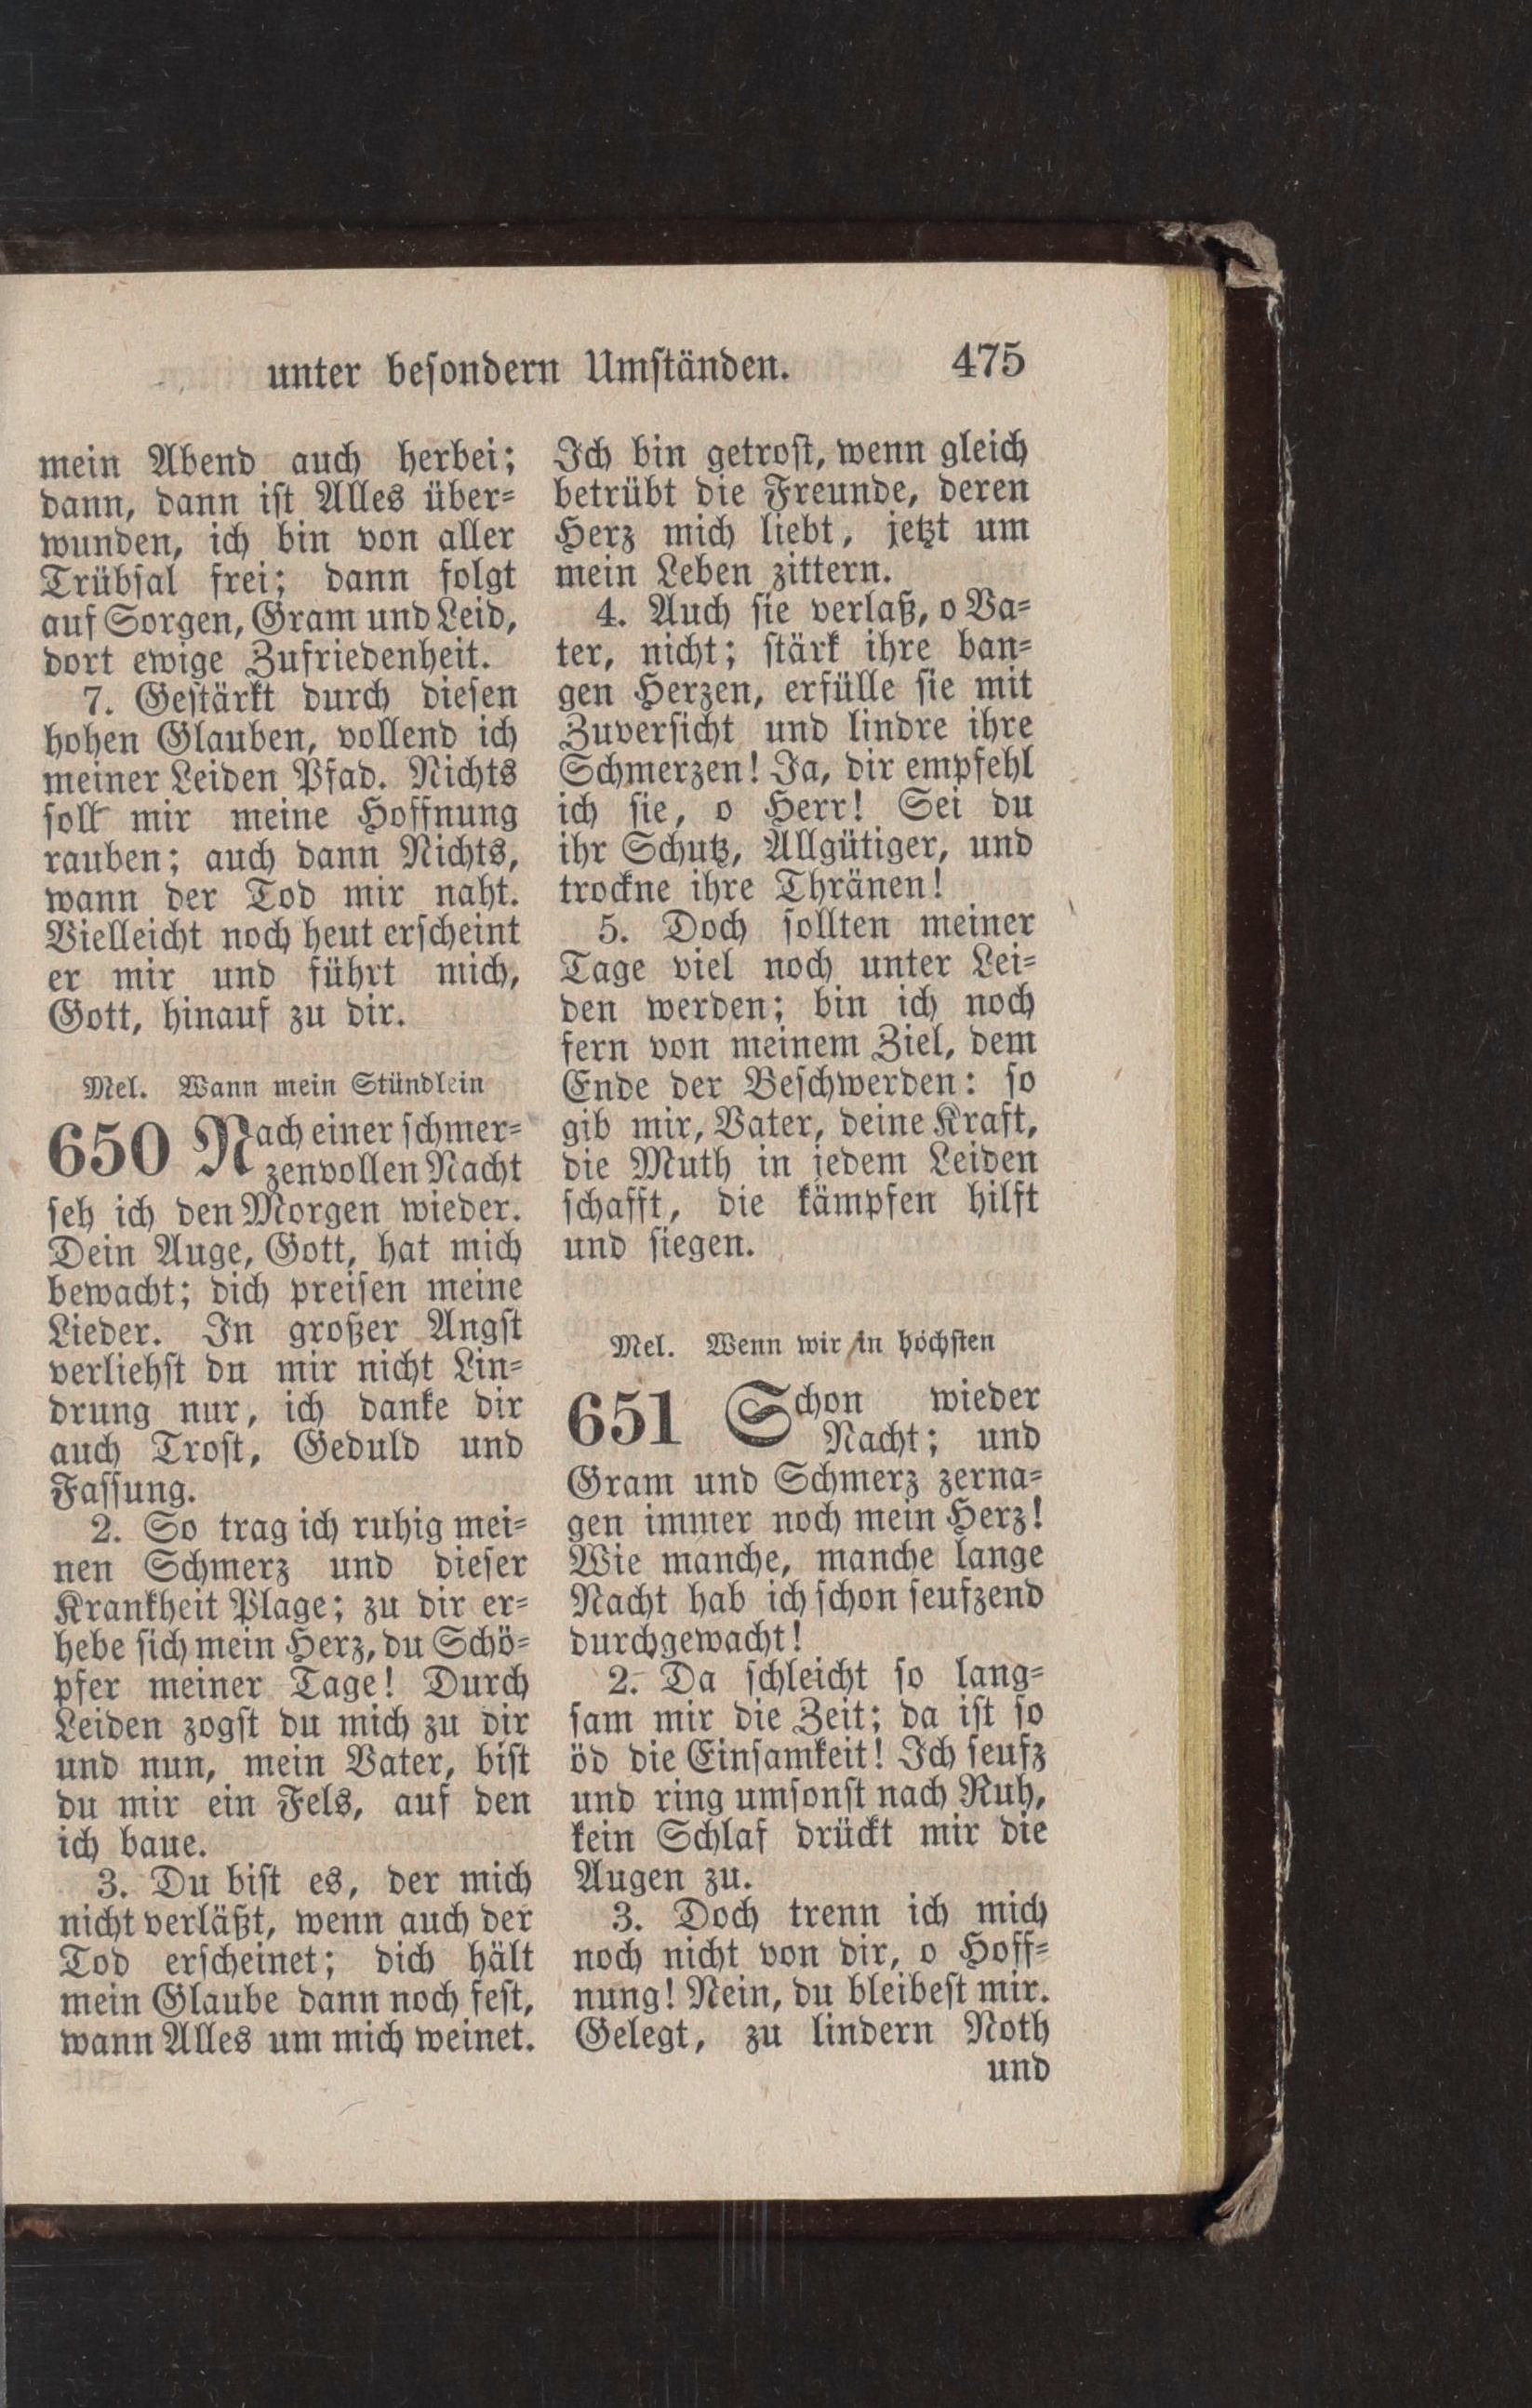 unter besondern Umständen. 475
mein Abend auch herbei;
dann, dann ist Alles über-
wunden, ich bin von aller
Trübsal frei; dann folgt
auf Sorgen, Gram und Leid,
dort ewige Zufriedenheit.
7. Gestärkt durch diesen
hohen Glauben, vollend ich
meiner Leiden Pfad. Nichts
soll mir meine Hoffnung
rauben; auch dann Nichts,
wann der Tod mir naht.
Vielleicht noch heut erscheint
er mir und führt mich,
Gott, hinauf zu dir.
Mel. Wann mein Stündlein
650 Nach einer schmer-
zenvollen Nacht
seh ich den Morgen wieder.
Dein Auge, Gott, hat mich
bewacht; dich preisen meine
Lieder. In großer Angst
verliehst du mir nicht Lin-
drung nur, ich danke dir
auch Trost, Geduld und
Fassung.
2. So trag ich ruhig mei-
nen Schmerz und dieser
Krankheit Plage; zu dir er-
hebe sich mein Herz, du Schö-
pfer meiner Tage! Durch
Leiden zogst du mich zu dir
und nun, mein Vater, bist
du mir ein Fels, auf den
ich baue.
3. Du bist es, der mich
nicht verläßt, wenn auch der
Tod erscheinet; dich hält
mein Glaube dann noch fest,
wann Alles um mich weinet.
Ich bin getrost, wenn gleich
betrübt die Freunde, deren
Herz mich liebt, jetzt um
mein Leben zittern.
4. Auch sie verlaß, o Va-
ter, nicht; stärk ihre ban-
gen Herzen, erfülle sie mit
Zuversicht und lindre ihre
Schmerzen! Ja, dir empfehl
ich sie, o Herr! Sei du
ihr Schutz, Allgütiger, und
trockne ihre Thränen!
5. Doch sollten meiner
Tage viel noch unter Lei-
den werden; bin ich noch
fern von meinem Ziel, dem
Ende der Beschwerden: so
gib mir, Vater, deine Kraft,
die Muth in jedem Leiden
schafft, die kämpfen hilft
und siegen.
Mel. Wenn wir in höchsten
651 Schon wieder
Nacht; und
Gram und Schmerz zerna-
gen immer noch mein Herz!
Wie manche, manche lange
Nacht hab ich schon seufzend
durchgewacht!
2. Da schleicht so lang-
sam mir die Zeit; da ist so
öd die Einsamkeit! Ich seufz
und ring umsonst nach Ruh,
kein Schlaf drückt mir die
Augen zu.
3. Doch trenn ich mich
noch nicht von dir, o Hoff-
nung! Nein, du bleibest mir.
Gelegt, zu lindern Noth
und